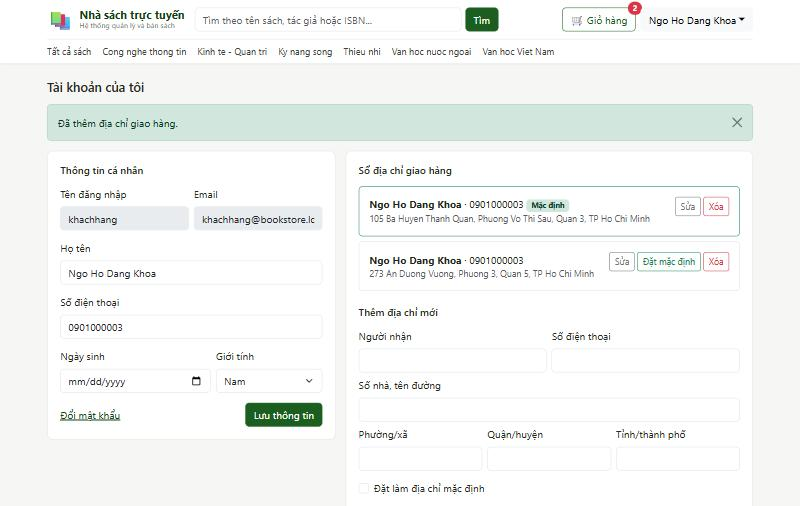 Nhà sách trực tuyến
Hệ thống quản lý và bán sách
Tìm theo tên sách, tác giả hoặc ISBN...
Tìm
Giỏ hàng
2
Ngo Ho Dang Khoa
Tất cả sách Cong nghe thong tin Kinh te - Quan tri Ky nang song Thieu nhi Van hoc nuoc ngoai Van hoc Viet Nam
Tài khoản của tôi
Đã thêm địa chỉ giao hàng.
Thông tin cá nhân
Tên đăng nhập Email
khachhang khachhang@bookstore.lc
Họ tên
Ngo Ho Dang Khoa
Số điện thoại
0901000003
Ngày sinh Giới tính
mm/dd/yyyy Nam
Đổi mật khẩu Lưu thông tin
Sổ địa chỉ giao hàng
Ngo Ho Dang Khoa · 0901000003 Mặc định Sửa Xóa
105 Ba Huyen Thanh Quan, Phuong Vo Thi Sau, Quan 3, TP Ho Chi Minh
Ngo Ho Dang Khoa · 0901000003 Sửa Đặt mặc định Xóa
273 An Duong Vuong, Phuong 3, Quan 5, TP Ho Chi Minh
Thêm địa chỉ mới
Người nhận Số điện thoại
Số nhà, tên đường
Phường/xã Quận/huyện Tỉnh/thành phố
Đặt làm địa chỉ mặc định